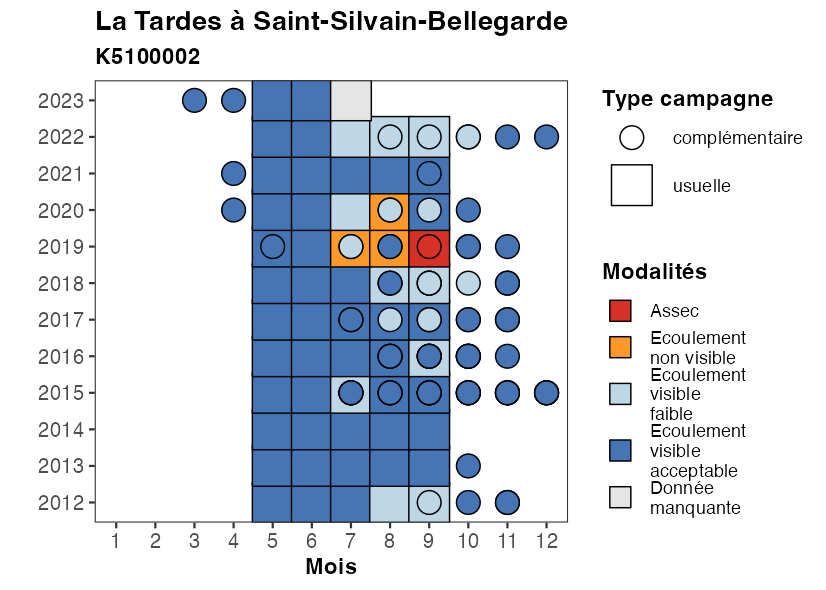 La Tardes à Saint-Silvain-Bellegarde
K5100002
2023
2022
2021
2020
2019
2018
2017
2016
2015
2014
2013
2012
1 2 3 4 5 6 7 8 9 10 11 12
Mois
Type campagne
complémentaire
usuelle
Modalités
Assec
Ecoulement
non visible
Ecoulement
visible
faible
Ecoulement
visible
acceptable
Donnée
manquante